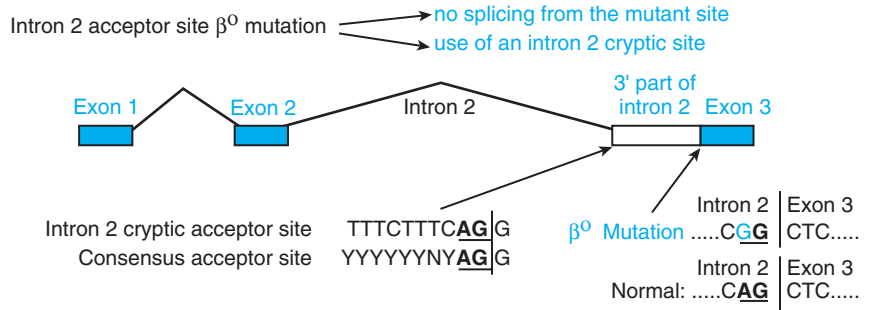 Intron 2 acceptor site β⁰ mutation
no splicing from the mutant site
use of an intron 2 cryptic site
Exon 1
Exon 2
Intron 2
3' part of
intron 2
Exon 3
Intron 2 cryptic acceptor site TTTCTTTCAG G
Consensus acceptor site YYYYYYNYAG G
Intron 2 Exon 3
β⁰ Mutation .....CGG CTC.....
Intron 2 Exon 3
Normal: .....CAG CTC.....